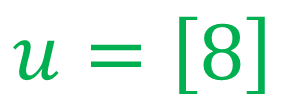 u = [8]